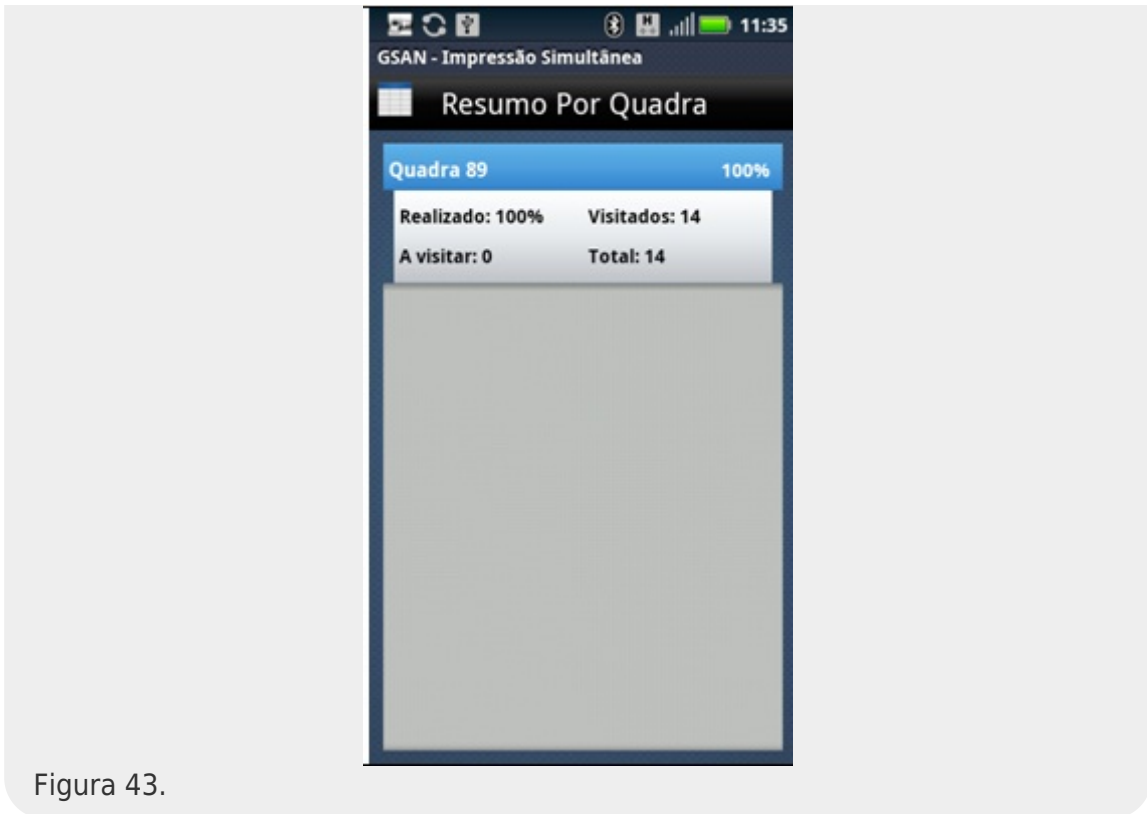 11:35
GSAN - Impressão Simultânea
Resumo Por Quadra
Quadra 89 100%
Realizado: 100% Visitados: 14
A visitar: 0 Total: 14
Figura 43.